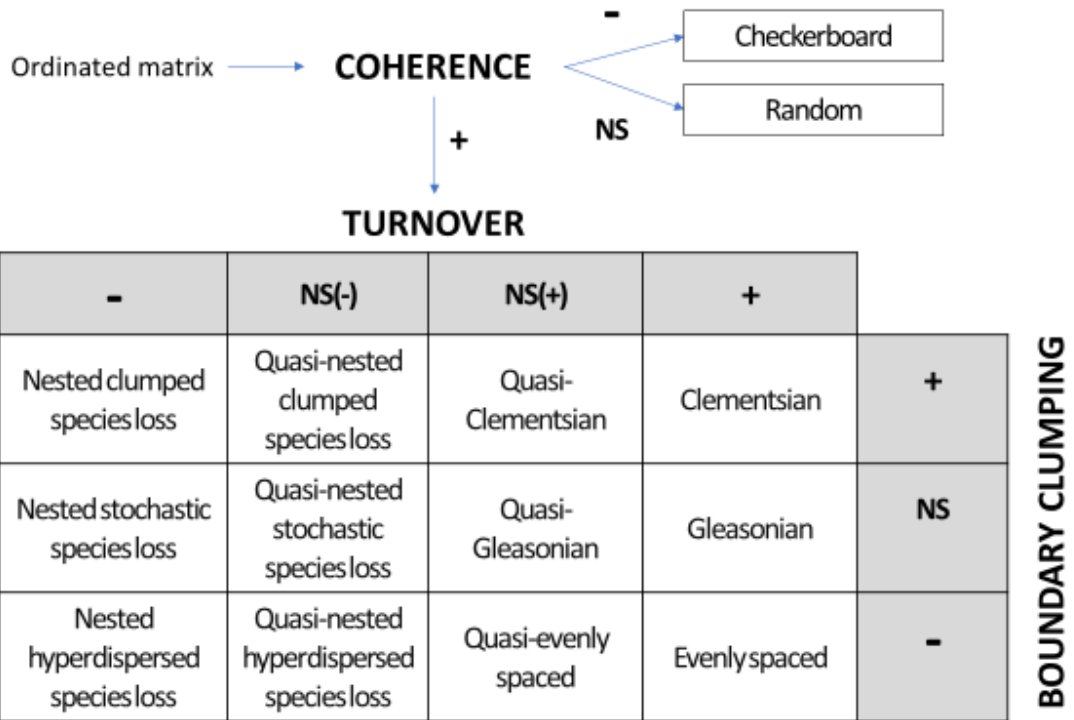 -
Checkerboard
Ordinated matrix
COHERENCE
Random
NS
+
TURNOVER
-
NS(-)
NS(+)
+
Nested clumped
species loss
Quasi-nested
clumped
species loss
Quasi-
Clementsian
Clementsian
+
Nested stochastic
species loss
Quasi-nested
stochastic
species loss
Quasi-
Gleasonian
Gleasonian
NS
Nested
hyperdispersed
species loss
Quasi-nested
hyperdispersed
species loss
Quasi-evenly
spaced
Evenly spaced
-
BOUNDARY CLUMPING